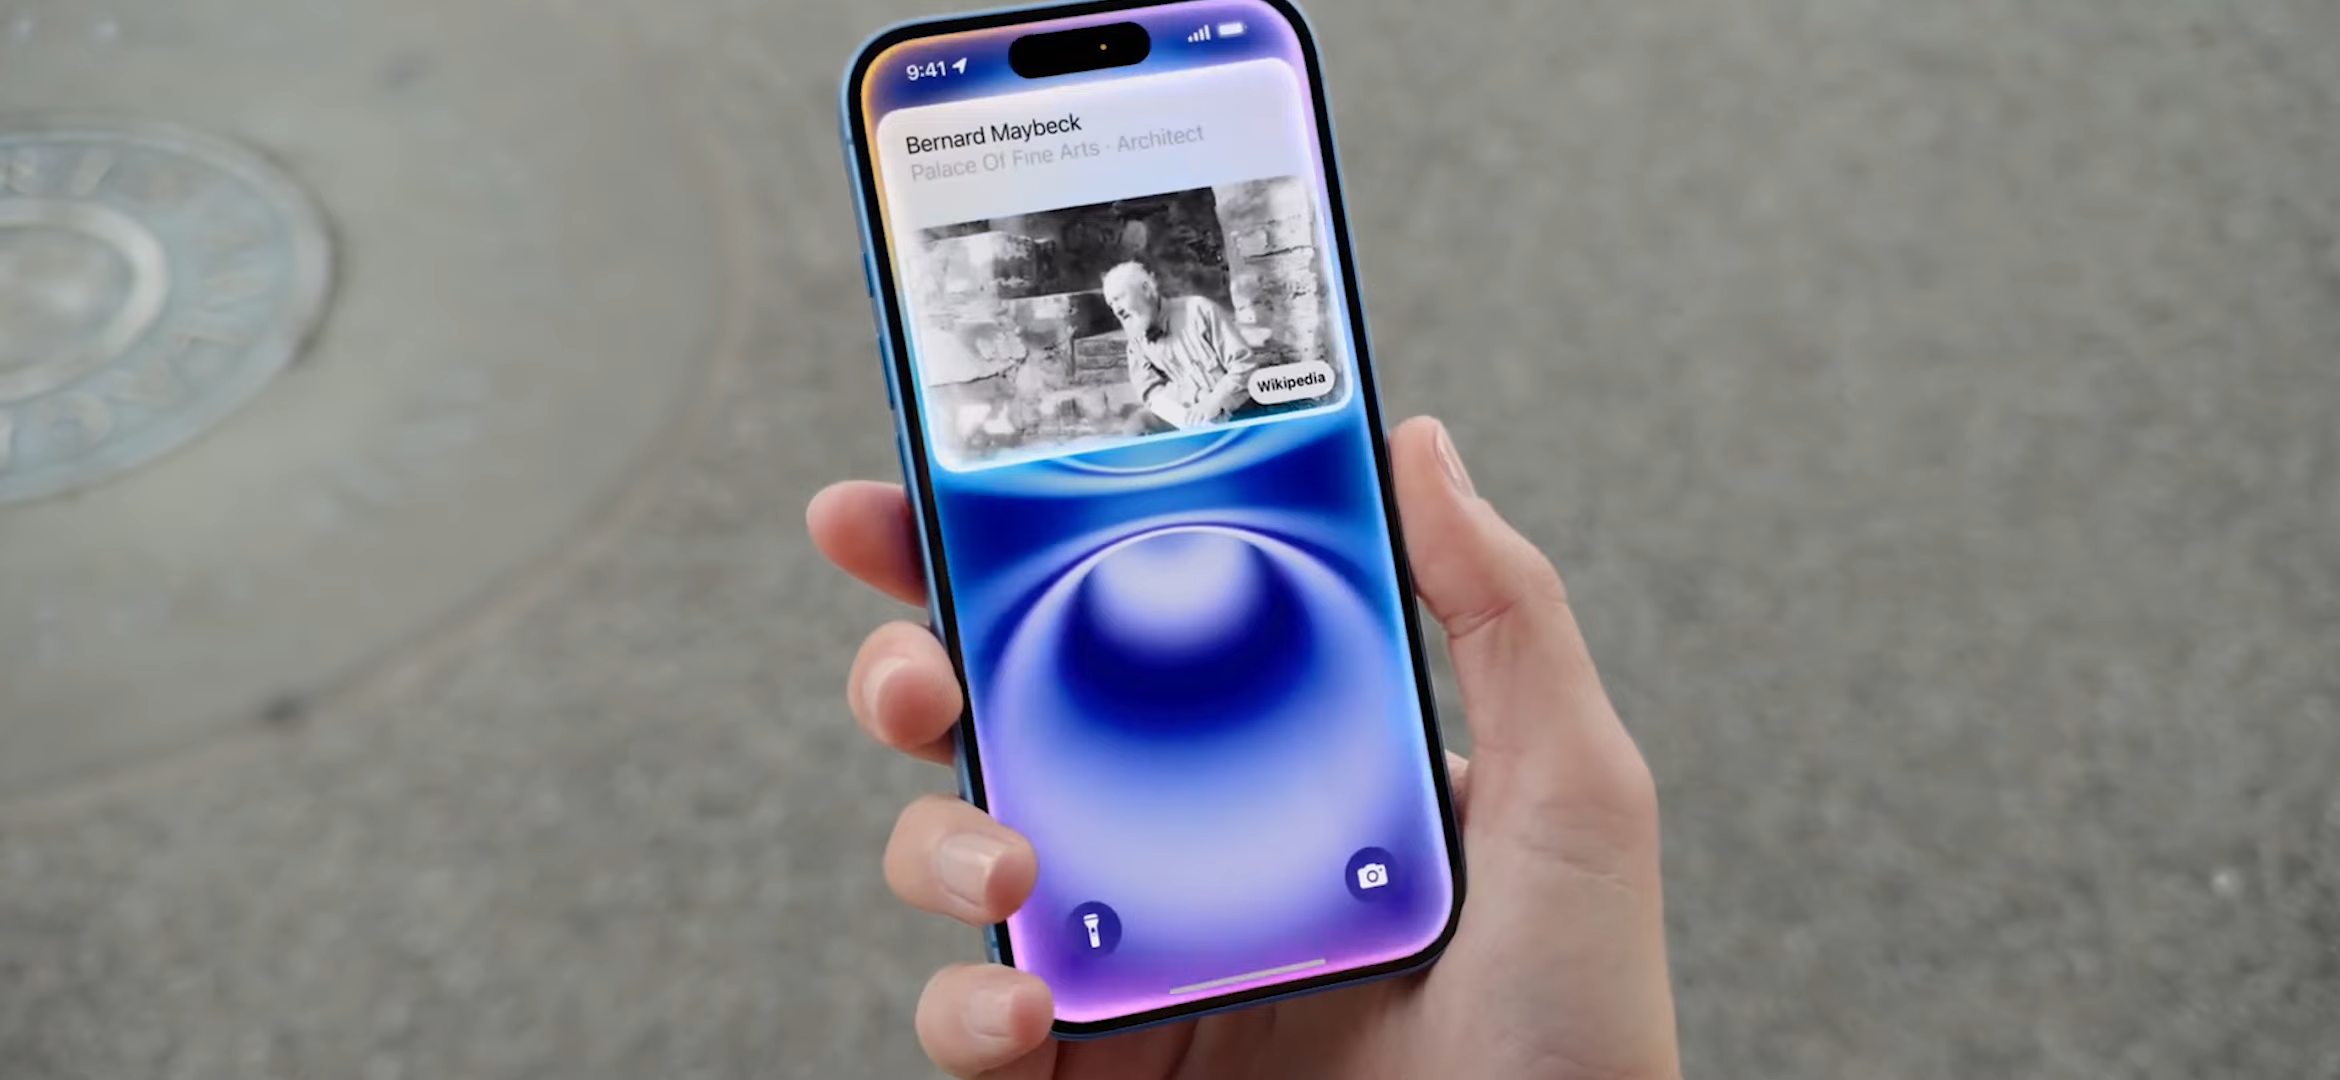 9:41
Bernard Maybeck
Palace Of Fine Arts · Architect
Wikipedia